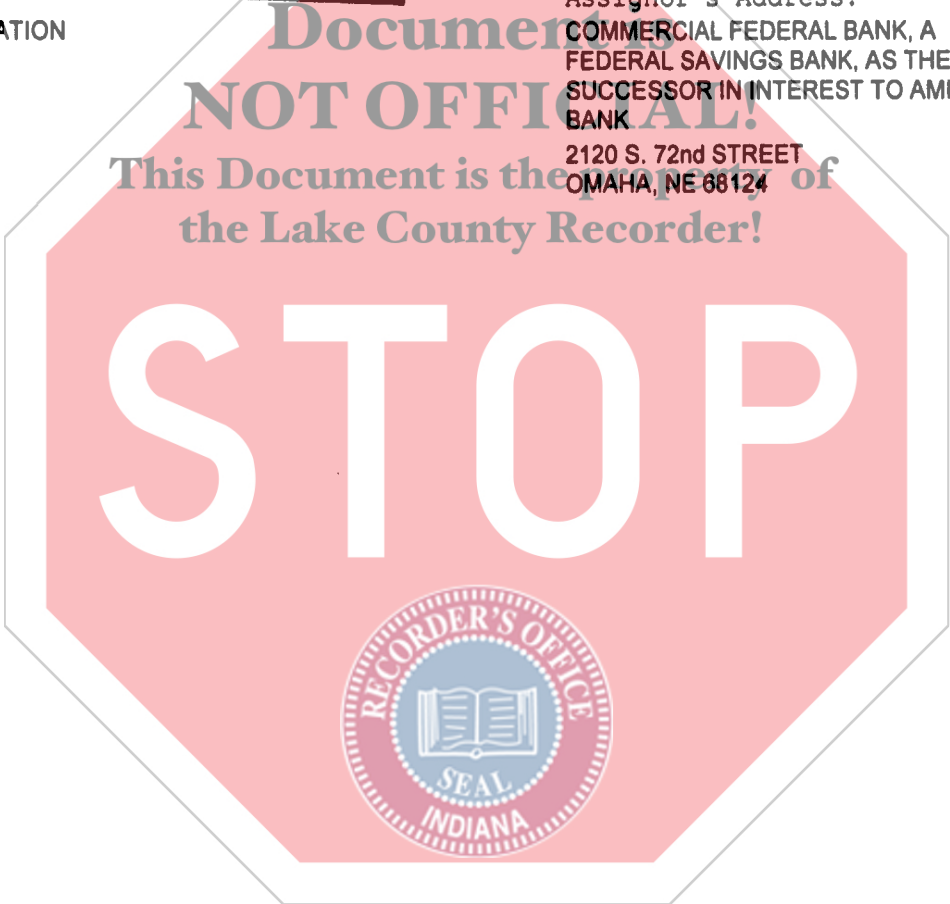 ATION
Assignor's Address:
COMMERCIAL FEDERAL BANK, A
FEDERAL SAVINGS BANK, AS THE
SUCCESSOR IN INTEREST TO
BANK
2120 S. 72nd STREET
OMAHA, NE 68124
Document is
NOT OFFICIAL!
This Document is the property of
the Lake County Recorder!
STOP
RECORDER'S OFFICE
SEAL
INDIANA